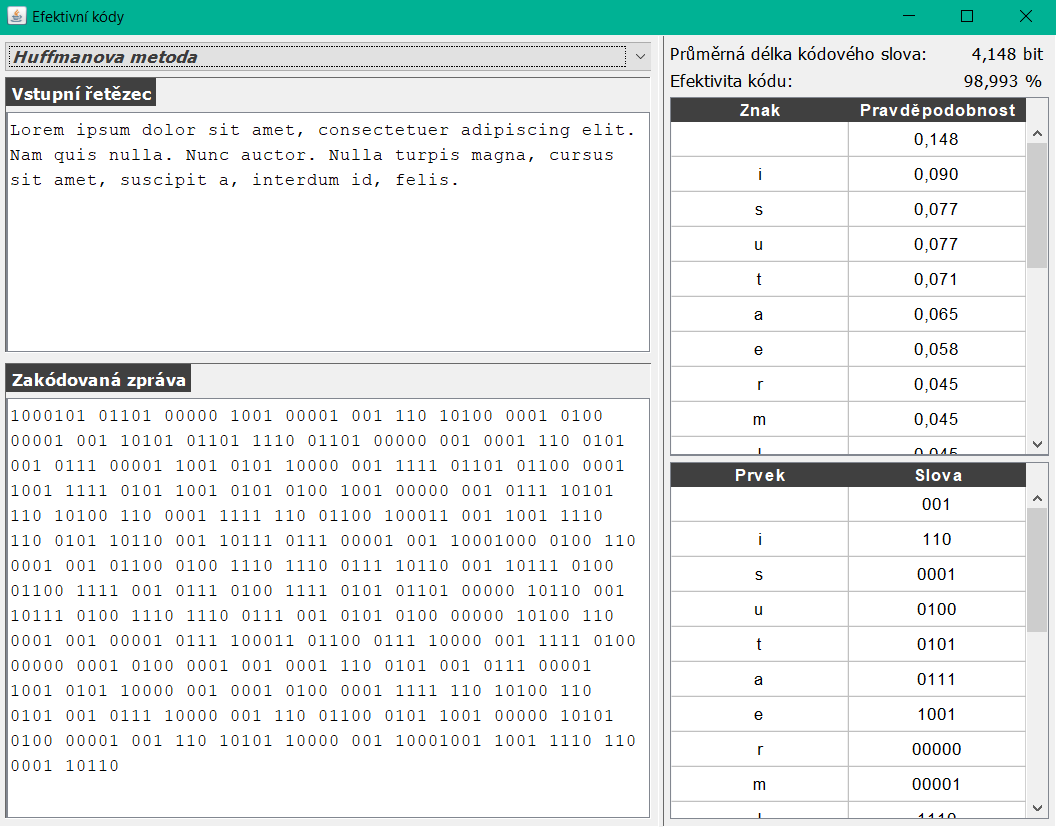 Efektivní kódy
Huffmanova metoda
Vstupní řetězec
Lorem ipsum dolor sit amet, consectetuer adipiscing elit.
Nam quis nulla. Nunc auctor. Nulla turpis magna, cursus
sit amet, suscipit a, interdum id, felis.
Zakódovaná zpráva
1000101 01101 00000 1001 00001 001 110 10100 0001 0100
00001 001 10101 01101 1110 01101 00000 001 0001 110 0101
001 0111 00001 1001 0101 10000 001 1111 01101 01100 0001
1001 1111 0101 1001 0101 0100 1001 00000 001 0111 10101
110 10100 110 0001 1111 110 01100 100011 001 1001 1110
110 0101 10110 001 10111 0111 00001 001 10001000 0100 110
0001 001 01100 0100 1110 1110 0111 10110 001 10111 0100
01100 1111 001 0111 0100 1111 0101 01101 00000 10110 001
10111 0100 1110 1110 0111 001 0101 0100 00000 10100 110
0001 001 00001 0111 100011 01100 0111 10000 001 1111 0100
00000 0001 0100 0001 001 0001 110 0101 001 0111 00001
1001 0101 10000 001 0001 0100 0001 1111 110 10100 110
0101 001 0111 10000 001 110 01100 0101 1001 00000 10101
0100 00001 001 110 10101 10000 001 10001001 1001 1110 110
0001 10110
Průměrná délka kódového slova: 4,148 bit
Efektivita kódu: 98,993 %
Znak Pravděpodobnost
0,148
i 0,090
s 0,077
u 0,077
t 0,071
a 0,065
e 0,058
r 0,045
m 0,045
Prvek Slova
001
i 110
s 0001
u 0100
t 0101
a 0111
e 1001
r 00000
m 00001